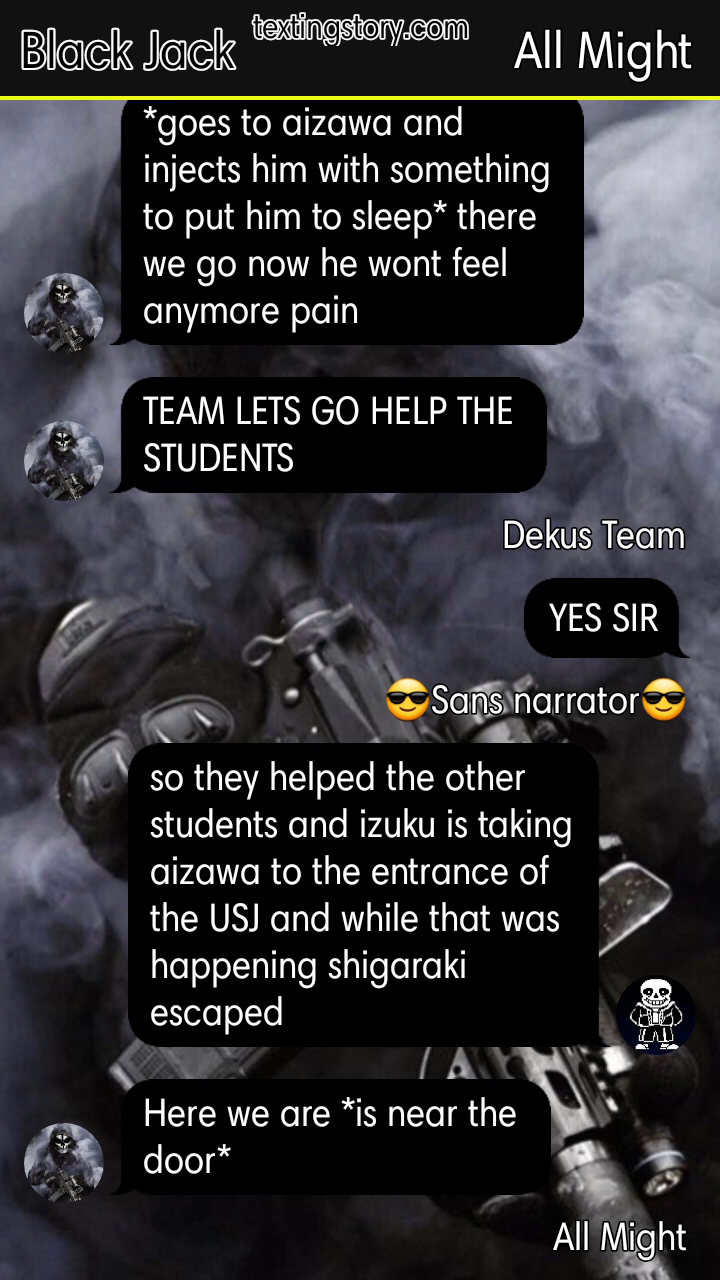 textingstory.com
Black Jack
All Might
*goes to aizawa and
injects him with something
to put him to sleep* there
we go now he wont feel
anymore pain
TEAM LETS GO HELP THE
STUDENTS
Dekus Team
YES SIR
😎Sans narrator😎
so they helped the other
students and izuku is taking
aizawa to the entrance of
the USJ and while that was
happening shigaraki
escaped
Here we are *is near the
door*
All Might